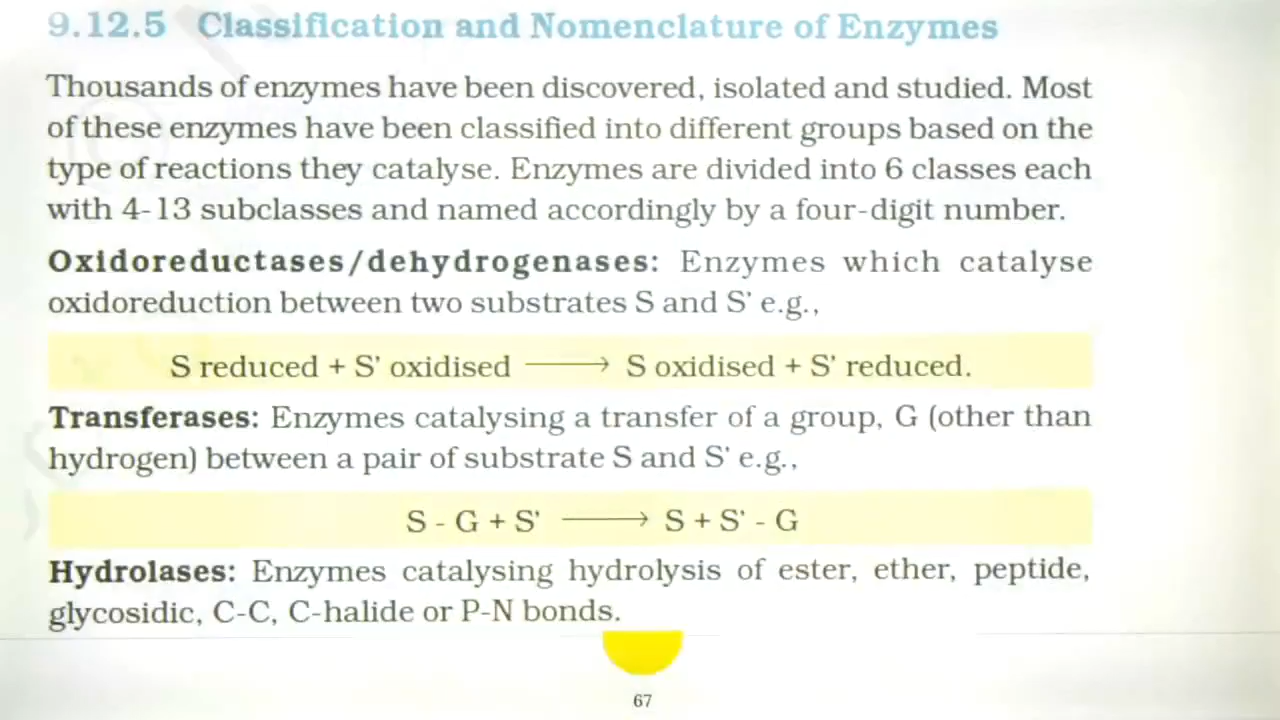 9.12.5 Classification and Nomenclature of Enzymes
Thousands of enzymes have been discovered, isolated and studied. Most
of these enzymes have been classified into different groups based on the
type of reactions they catalyse. Enzymes are divided into 6 classes each
with 4-13 subclasses and named accordingly by a four-digit number.
Oxidoreductases/dehydrogenases: Enzymes which catalyse
oxidoreduction between two substrates S and S’ e.g.,
S reduced + S’ oxidised ⟶ S oxidised + S’ reduced.
Transferases: Enzymes catalysing a transfer of a group, G (other than
hydrogen) between a pair of substrate S and S’ e.g.,
S - G + S’ ⟶ S + S’ - G
Hydrolases: Enzymes catalysing hydrolysis of ester, ether, peptide,
glycosidic, C-C, C-halide or P-N bonds.
67